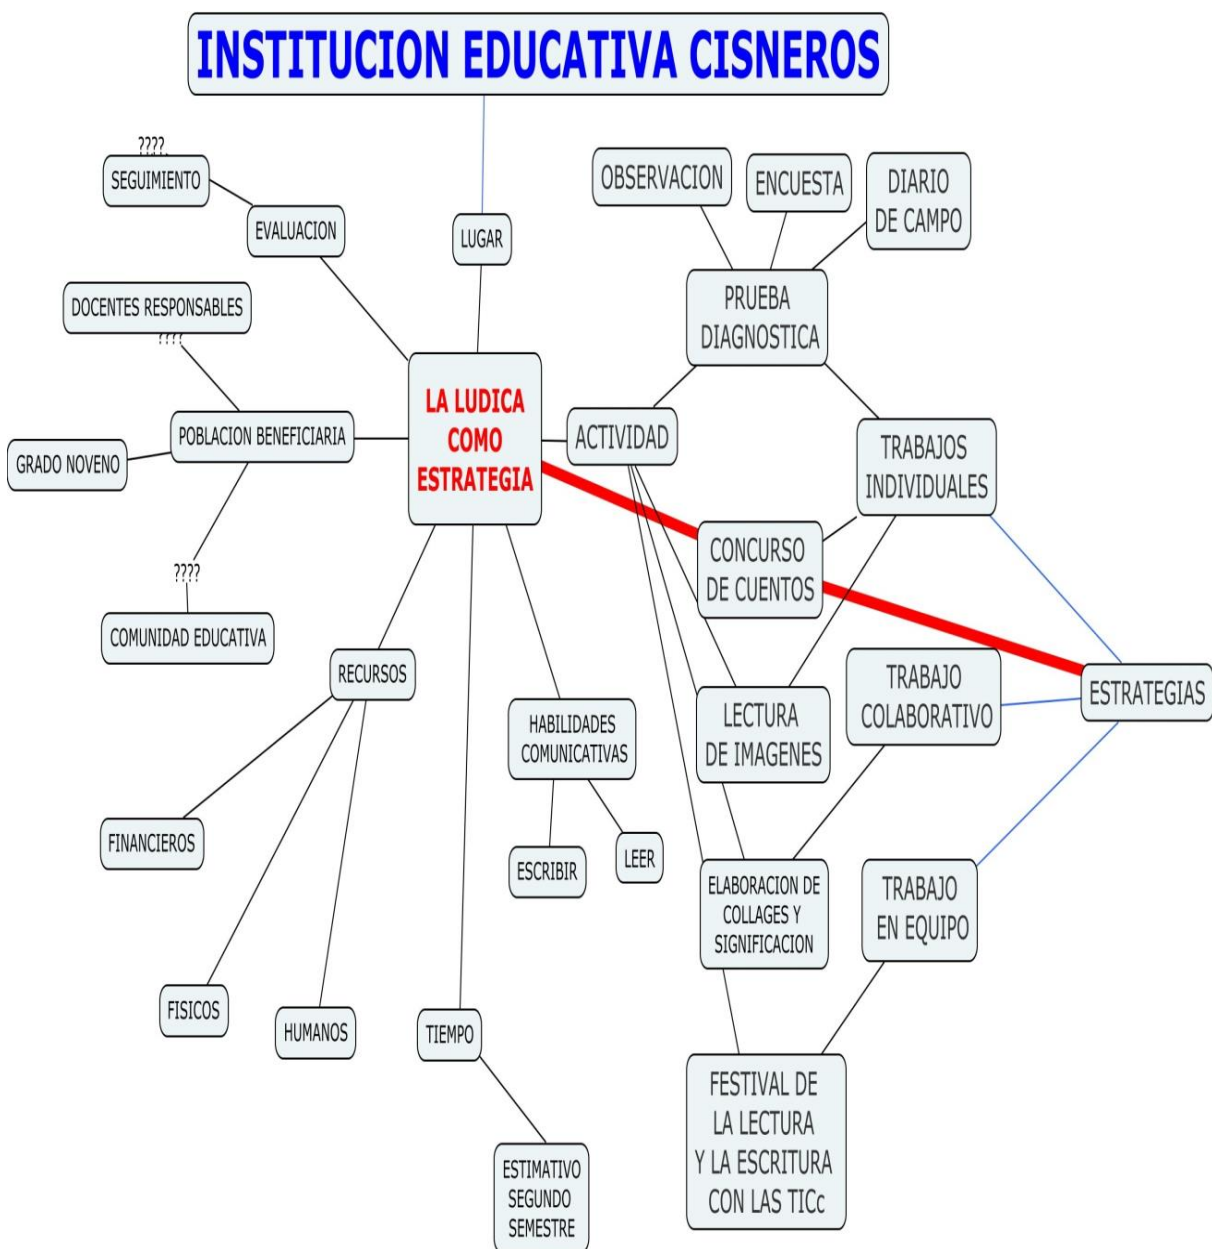 INSTITUCION EDUCATIVA CISNEROS
????
SEGUIMIENTO
EVALUACION
LUGAR
OBSERVACION
ENCUESTA
DIARIO
DE CAMPO
DOCENTES RESPONSABLES
????
PRUEBA
DIAGNOSTICA
LA LUDICA
COMO
ESTRATEGIA
POBLACION BENEFICIARIA
GRADO NOVENO
ACTIVIDAD
TRABAJOS
INDIVIDUALES
CONCURSO
DE CUENTOS
????
COMUNIDAD EDUCATIVA
RECURSOS
HABILIDADES
COMUNICATIVAS
LECTURA
DE IMAGENES
TRABAJO
COLABORATIVO
ESTRATEGIAS
FINANCIEROS
ESCRIBIR
LEER
ELABORACION DE
COLLAGES Y
SIGNIFICACION
TRABAJO
EN EQUIPO
FISICOS
HUMANOS
TIEMPO
FESTIVAL DE
LA LECTURA
Y LA ESCRITURA
CON LAS TICc
ESTIMATIVO
SEGUNDO
SEMESTRE